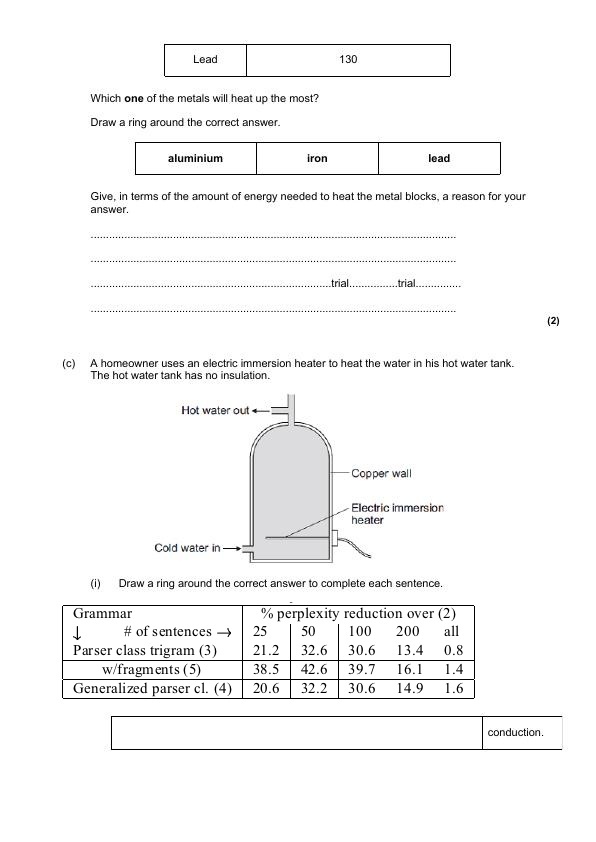 Lead 130
Which one of the metals will heat up the most?
Draw a ring around the correct answer.
aluminium iron lead
Give, in terms of the amount of energy needed to heat the metal blocks, a reason for your
answer.
.........................................................................................................................
.........................................................................................................................
................................................................................trial................trial...............
.........................................................................................................................
(2)
(c) A homeowner uses an electric immersion heater to heat the water in his hot water tank.
The hot water tank has no insulation.
Hot water out
Copper wall
Electric immersion
heater
Cold water in
(i) Draw a ring around the correct answer to complete each sentence.
Grammar % perplexity reduction over (2)
↓ # of sentences → 25 50 100 200 all
Parser class trigram (3) 21.2 32.6 30.6 13.4 0.8
w/fragments (5) 38.5 42.6 39.7 16.1 1.4
Generalized parser cl. (4) 20.6 32.2 30.6 14.9 1.6
conduction.